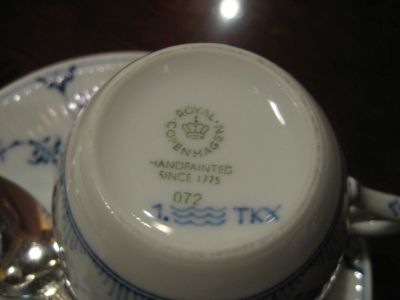 ROYAL
COPENHAGEN
HANDPAINTED
SINCE 1775
072
1. TKX